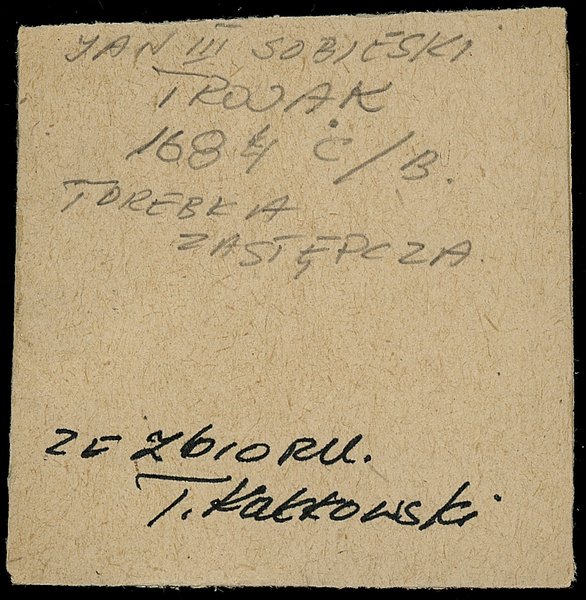 JAN III SOBIESKI
TROJAK
1684 C/B.
TOREBKA
ZASTĘPCZA
ZE ZbIORU.
T. Kałkowski